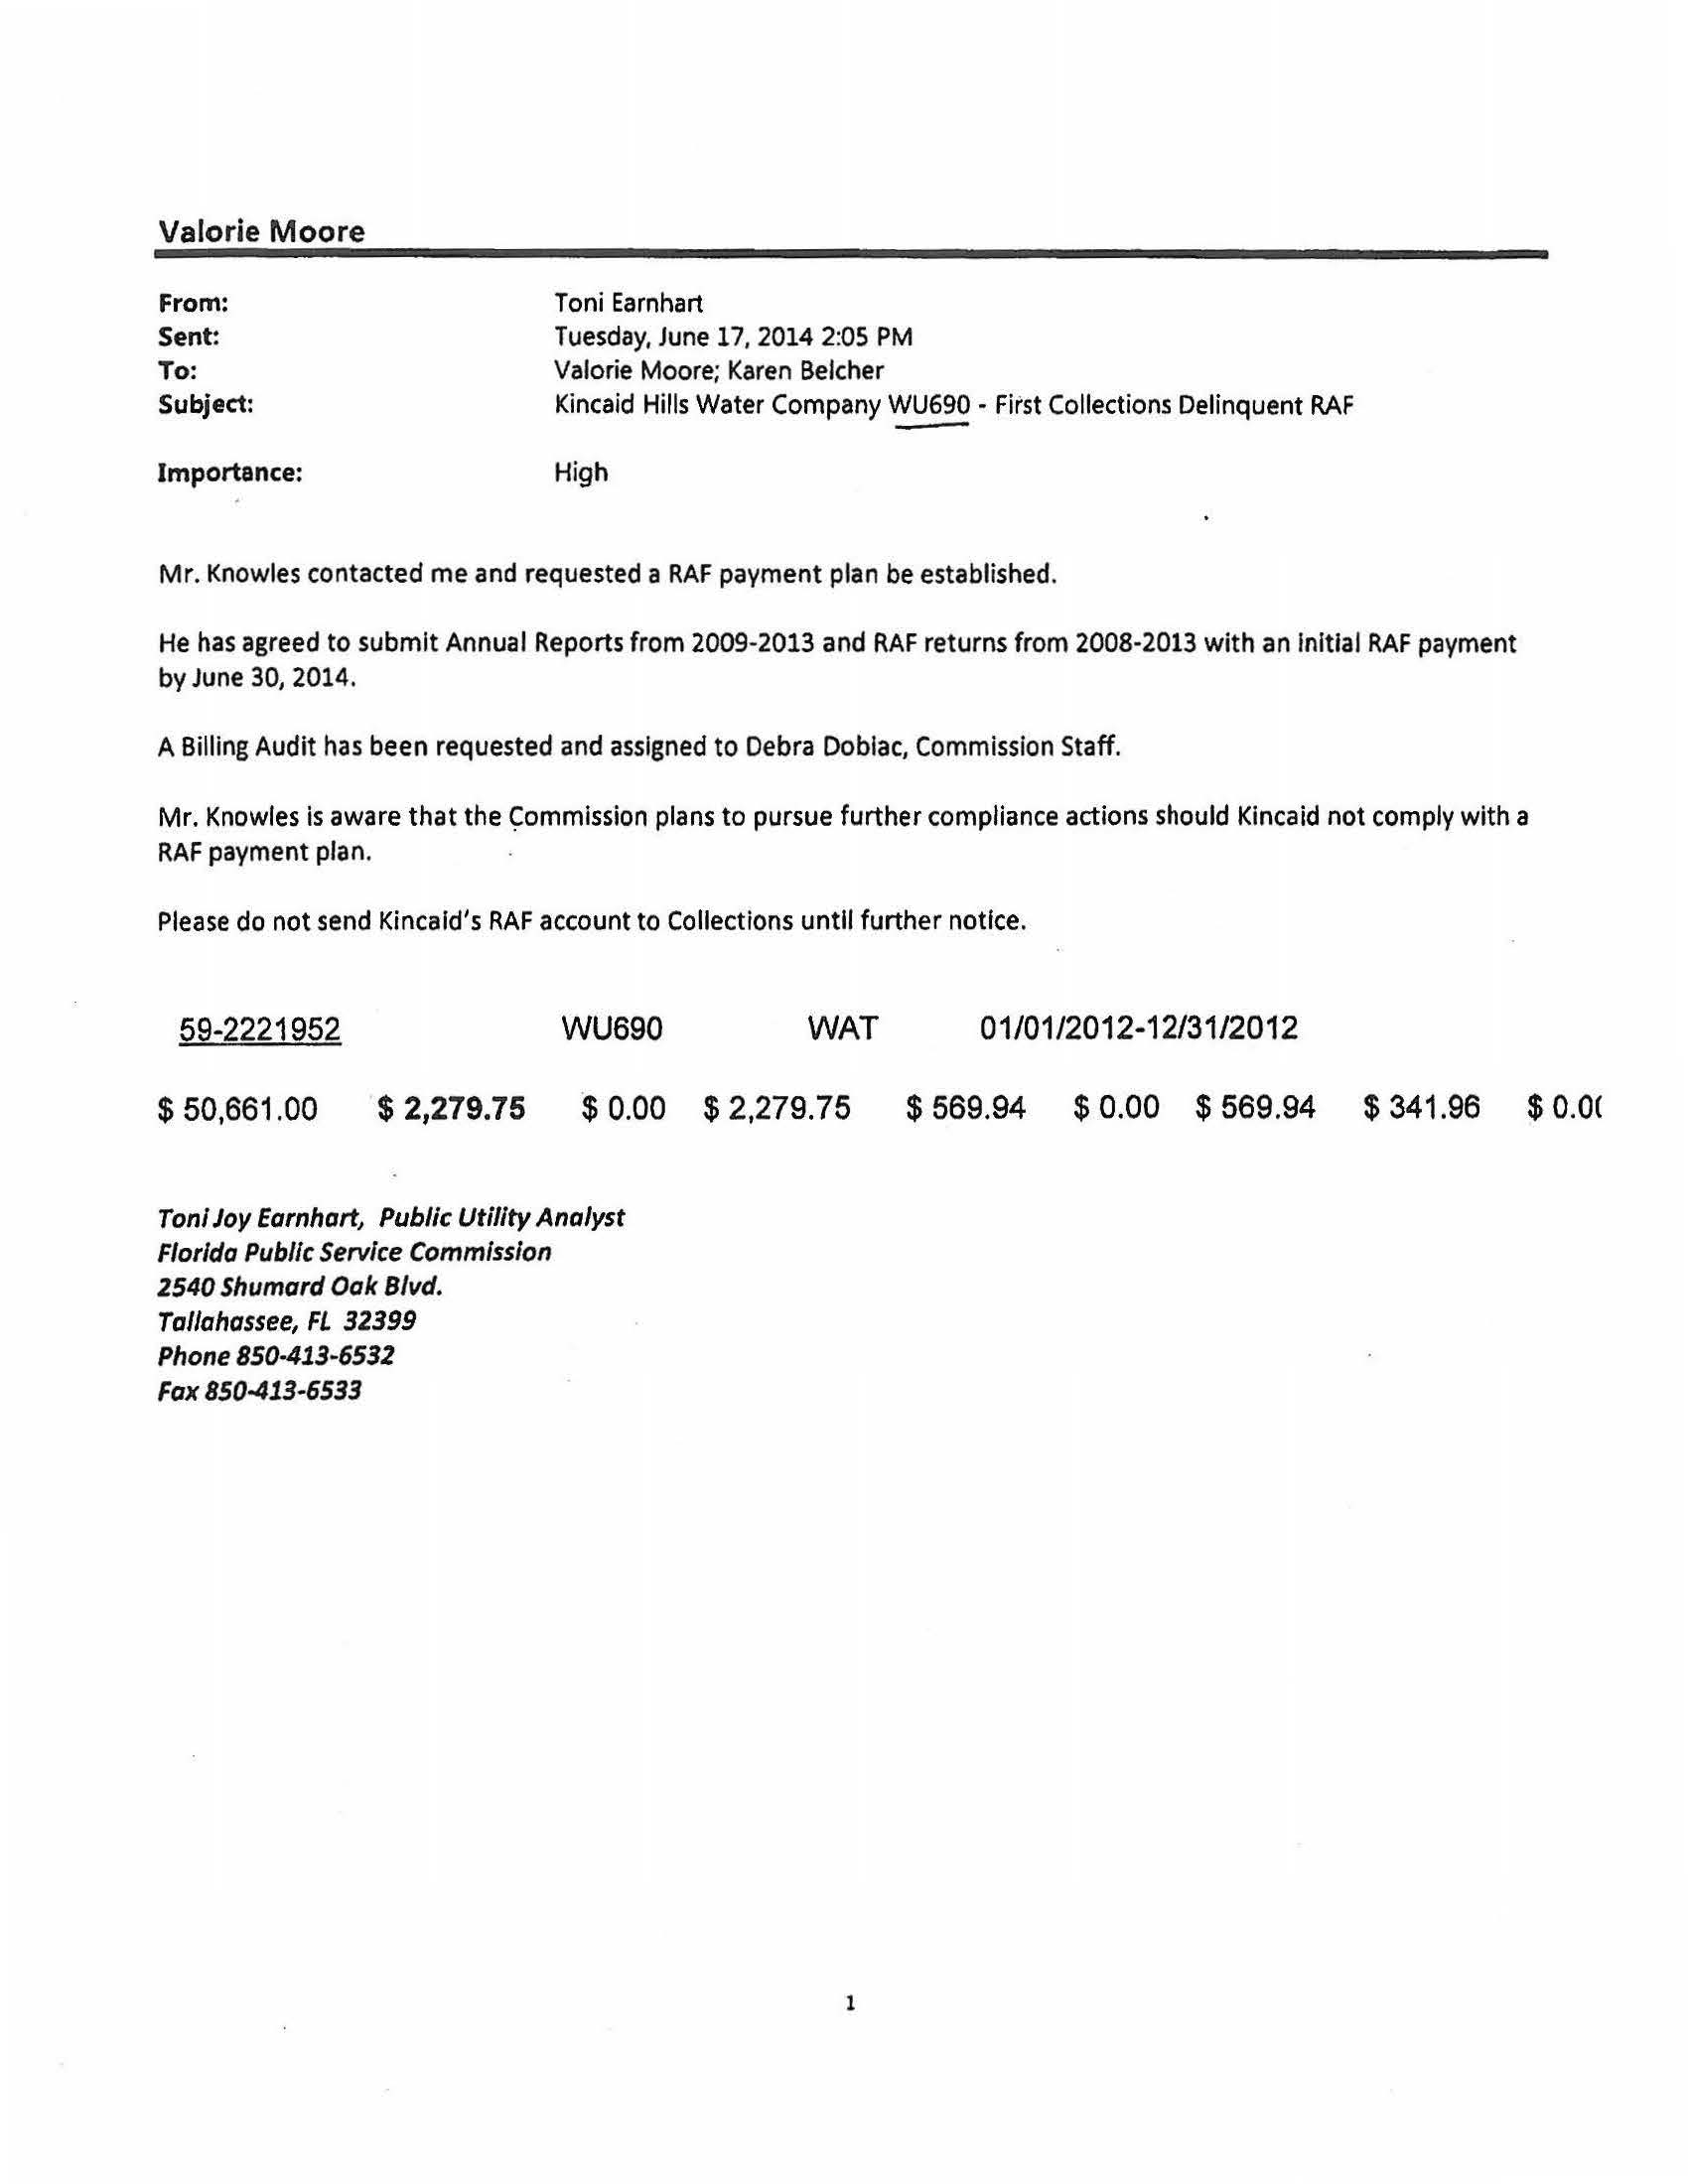 Valorie Moore
From: Toni Earnhart
Sent: Tuesday, June 17, 2014 2:05 PM
To: Valorie Moore; Karen Belcher
Subject: Kincaid Hills Water Company WU690 - First Collections Delinquent RAF
Importance: High
Mr. Knowles contacted me and requested a RAF payment plan be established.
He has agreed to submit Annual Reports from 2009-2013 and RAF returns from 2008-2013 with an initial RAF payment
by June 30, 2014.
A Billing Audit has been requested and assigned to Debra Dobiac, Commission Staff.
Mr. Knowles is aware that the Commission plans to pursue further compliance actions should Kincaid not comply with a
RAF payment plan.
Please do not send Kincaid's RAF account to Collections until further notice.
59-2221952 WU690 WAT 01/01/2012-12/31/2012
$ 50,661.00 $ 2,279.75 $ 0.00 $ 2,279.75 $ 569.94 $ 0.00 $ 569.94 $ 341.96 $ 0.0
Toni Joy Earnhart, Public Utility Analyst
Florida Public Service Commission
2540 Shumard Oak Blvd.
Tallahassee, FL 32399
Phone 850-413-6532
Fax 850-413-6533
1